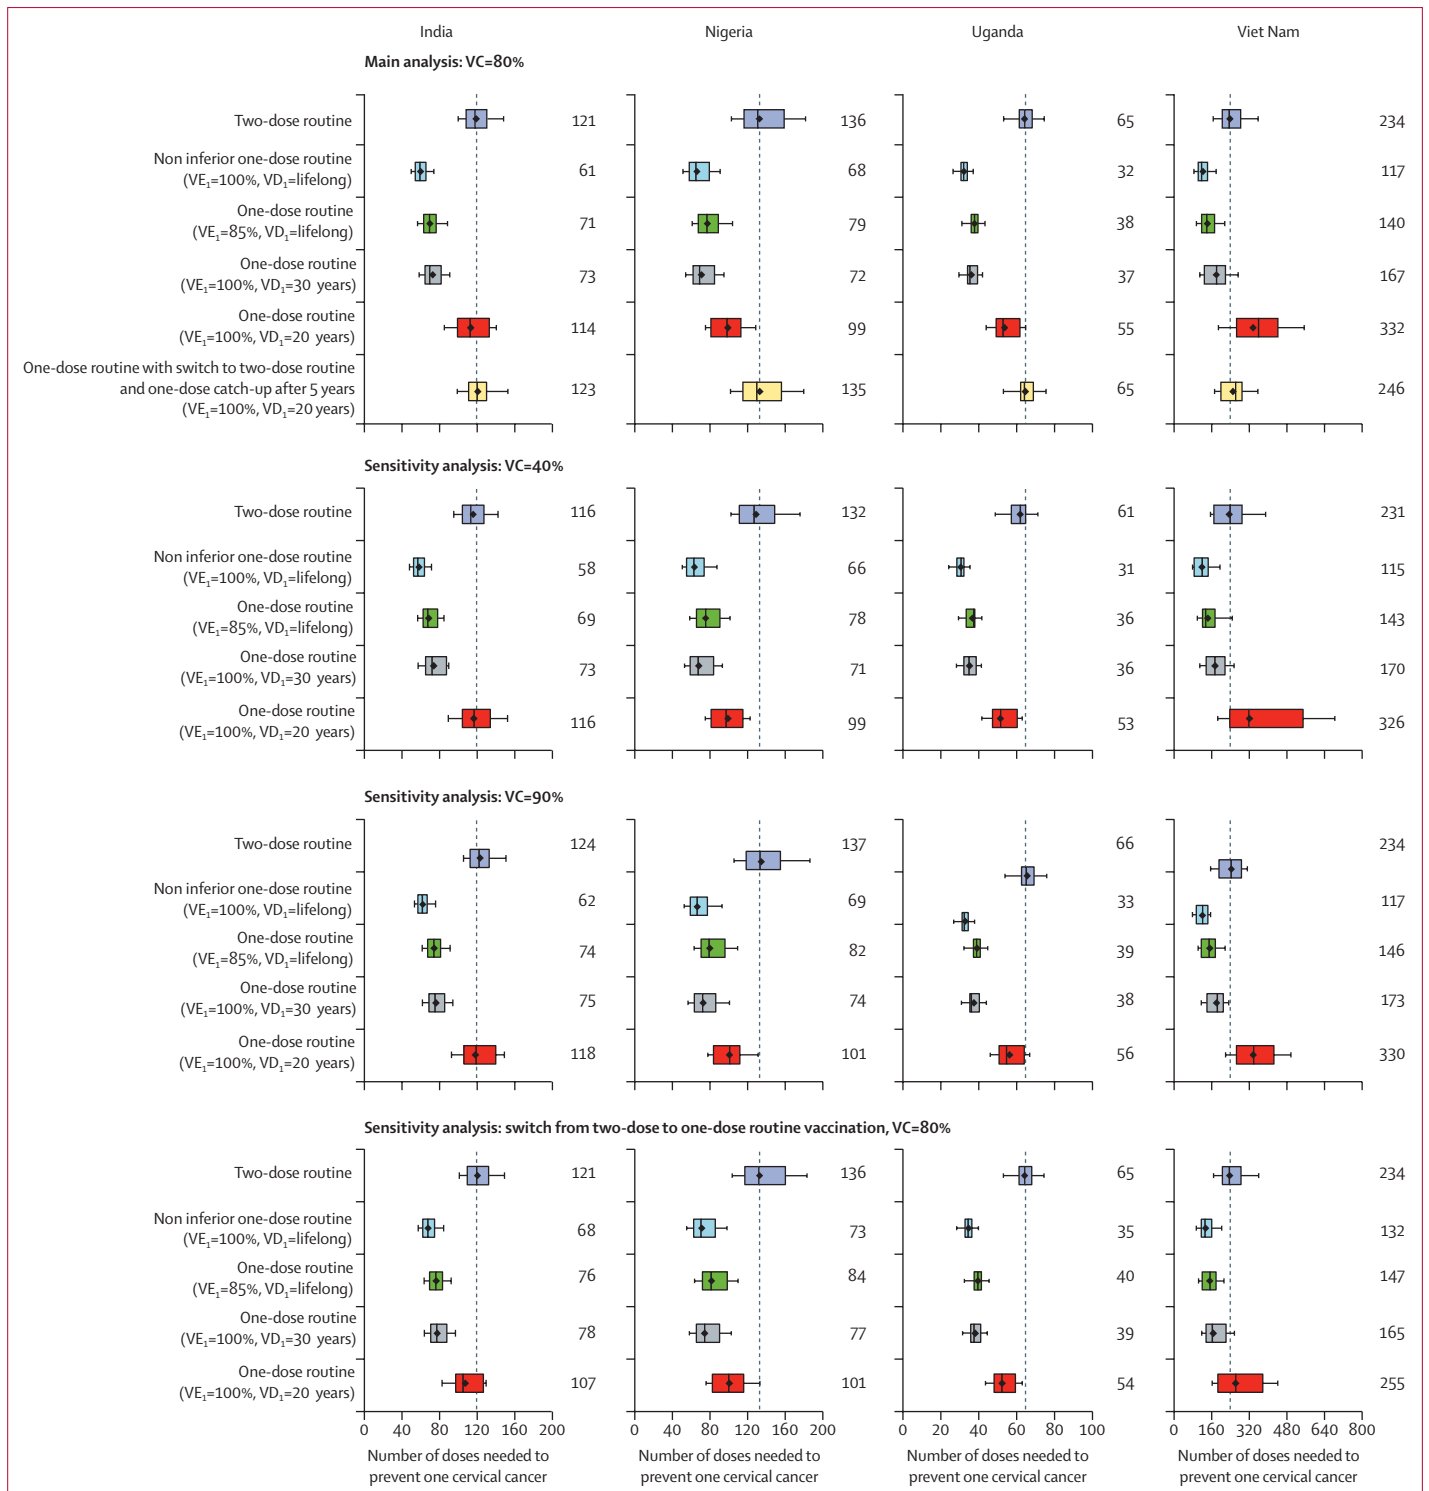 India Nigeria Uganda Viet Nam
Main analysis: VC=80%
Two-dose routine 121 136 65 234
Non inferior one-dose routine
(VE₁=100%, VD₁=lifelong) 61 68 32 117
One-dose routine
(VE₁=85%, VD₁=lifelong) 71 79 38 140
One-dose routine
(VE₁=100%, VD₁=30 years) 73 72 37 167
One-dose routine
(VE₁=100%, VD₁=20 years) 114 99 55 332
One-dose routine with switch to two-dose routine
and one-dose catch-up after 5 years 123 135 65 246
(VE₁=100%, VD₁=20 years)
Sensitivity analysis: VC=40%
Two-dose routine 116 132 61 231
Non inferior one-dose routine
(VE₁=100%, VD₁=lifelong) 58 66 31 115
One-dose routine
(VE₁=85%, VD₁=lifelong) 69 78 36 143
One-dose routine
(VE₁=100%, VD₁=30 years) 73 71 36 170
One-dose routine
(VE₁=100%, VD₁=20 years) 116 99 53 326
Sensitivity analysis: VC=90%
Two-dose routine 124 137 66 234
Non inferior one-dose routine
(VE₁=100%, VD₁=lifelong) 62 69 33 117
One-dose routine
(VE₁=85%, VD₁=lifelong) 74 82 39 146
One-dose routine
(VE₁=100%, VD₁=30 years) 75 74 38 173
One-dose routine
(VE₁=100%, VD₁=20 years) 118 101 56 330
Sensitivity analysis: switch from two-dose to one-dose routine vaccination, VC=80%
Two-dose routine 121 136 65 234
Non inferior one-dose routine
(VE₁=100%, VD₁=lifelong) 68 73 35 132
One-dose routine
(VE₁=85%, VD₁=lifelong) 76 84 40 147
One-dose routine
(VE₁=100%, VD₁=30 years) 78 77 39 165
One-dose routine
(VE₁=100%, VD₁=20 years) 107 101 54 255
0 40 80 120 160 200 0 40 80 120 160 200 0 20 40 60 80 100 0 160 320 480 640 800
Number of doses needed to Number of doses needed to Number of doses needed to Number of doses needed to
prevent one cervical cancer prevent one cervical cancer prevent one cervical cancer prevent one cervical cancer